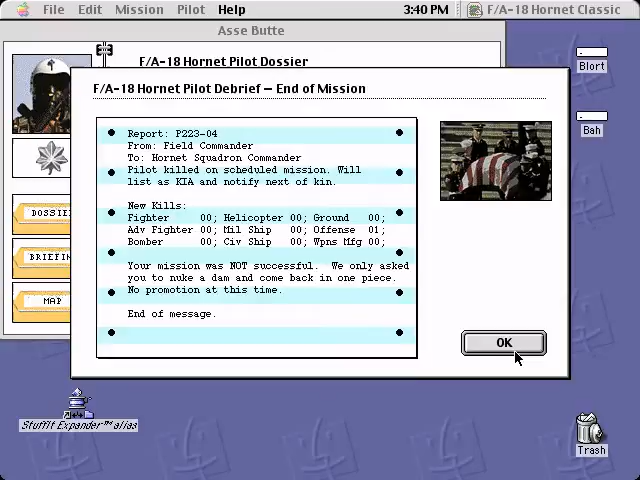 File Edit Mission Pilot Help 3:40 PM F/A-18 Hornet Classic
Asse Butte
F/A-18 Hornet Pilot Dossier
Blort
F/A-18 Hornet Pilot Debrief – End of Mission
Bah
Report: P223-04
From: Field Commander
To: Hornet Squadron Commander
Pilot killed on scheduled mission. Will
list as KIA and notify next of kin.
New Kills:
Fighter 00; Helicopter 00; Ground 00;
Adv Fighter 00; Mil Ship 00; Offense 01;
Bomber 00; Civ Ship 00; Wpns Mfg 00;
Your mission was NOT successful. We only asked
you to nuke a dam and come back in one piece.
No promotion at this time.
End of message.
DOSSIE
BRIEFIN
MAP
OK
StuffIt Expander™ alias
Trash